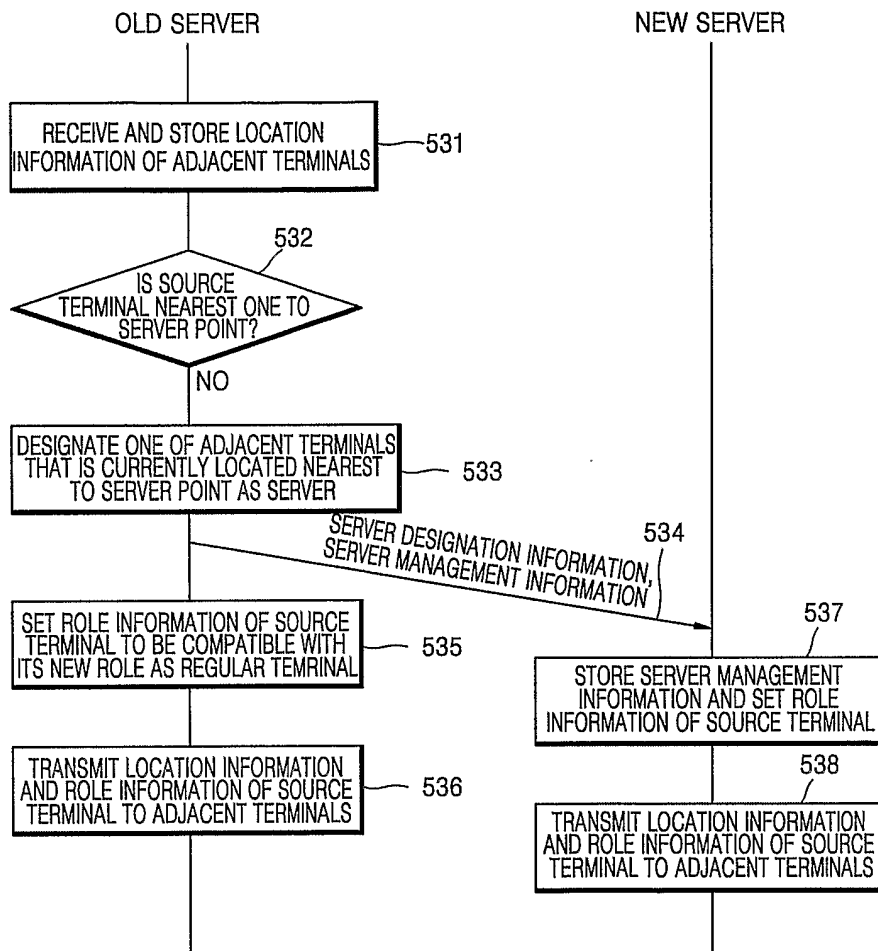 OLD SERVER
NEW SERVER
RECEIVE AND STORE LOCATION
INFORMATION OF ADJACENT TERMINALS
531
532
IS SOURCE
TERMINAL NEAREST ONE TO
SERVER POINT?
NO
DESIGNATE ONE OF ADJACENT TERMINALS
THAT IS CURRENTLY LOCATED NEAREST
TO SERVER POINT AS SERVER
533
SERVER DESIGNATION INFORMATION,
SERVER MANAGEMENT INFORMATION
534
SET ROLE INFORMATION OF SOURCE
TERMINAL TO BE COMPATIBLE WITH
ITS NEW ROLE AS REGULAR TEMRINAL
535
537
STORE SERVER MANAGEMENT
INFORMATION AND SET ROLE
INFORMATION OF SOURCE TERMINAL
TRANSMIT LOCATION INFORMATION
AND ROLE INFORMATION OF SOURCE
TERMINAL TO ADJACENT TERMINALS
536
538
TRANSMIT LOCATION INFORMATION
AND ROLE INFORMATION OF SOURCE
TERMINAL TO ADJACENT TERMINALS